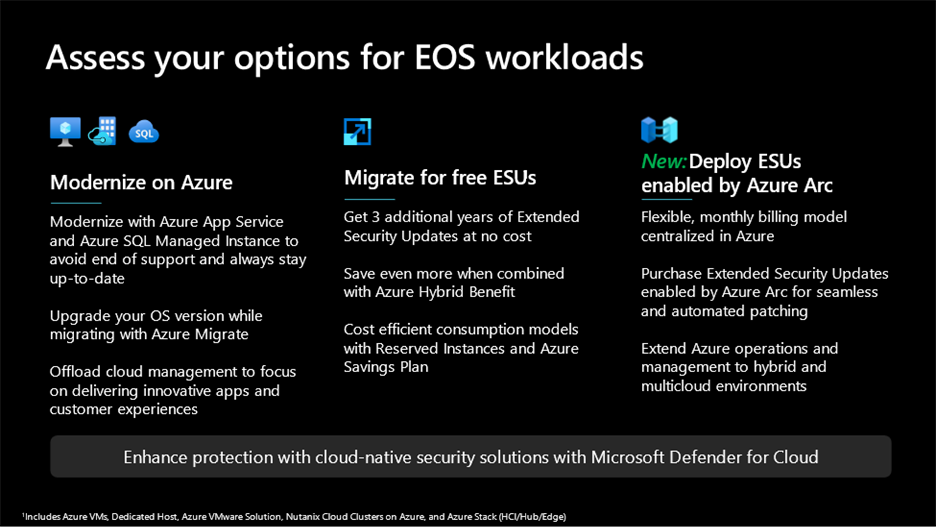 Assess your options for EOS workloads
SQL
Modernize on Azure
Modernize with Azure App Service
and Azure SQL Managed Instance to
avoid end of support and always stay
up-to-date
Upgrade your OS version while
migrating with Azure Migrate
Offload cloud management to focus
on delivering innovative apps and
customer experiences
Migrate for free ESUs
Get 3 additional years of Extended
Security Updates at no cost
Save even more when combined
with Azure Hybrid Benefit
Cost efficient consumption models
with Reserved Instances and Azure
Savings Plan
New: Deploy ESUs
enabled by Azure Arc
Flexible, monthly billing model
centralized in Azure
Purchase Extended Security Updates
enabled by Azure Arc for seamless
and automated patching
Extend Azure operations and
management to hybrid and
multicloud environments
Enhance protection with cloud-native security solutions with Microsoft Defender for Cloud
¹Includes Azure VMs, Dedicated Host, Azure VMware Solution, Nutanix Cloud Clusters on Azure, and Azure Stack (HCI/Hub/Edge)